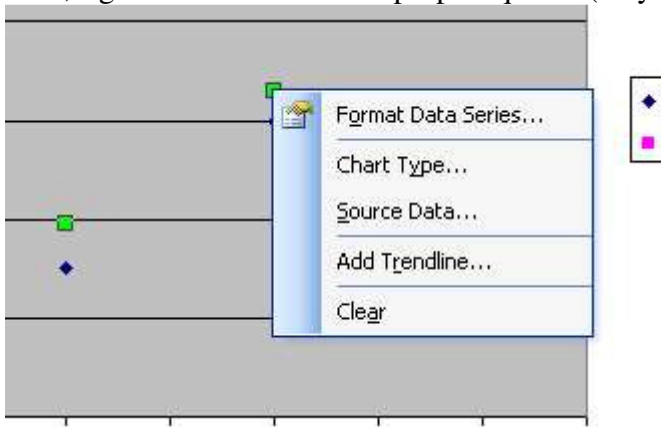 Format Data Series...
Chart Type...
Source Data...
Add Trendline...
Clear